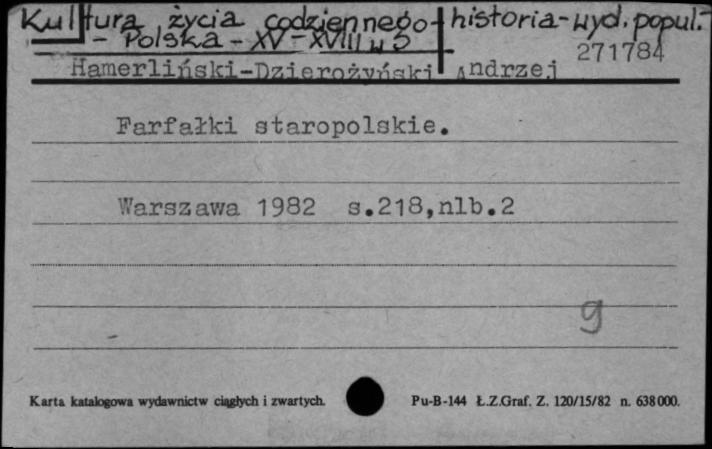 Kultura życia codziennego - historia - wyd. popul. -
- Polska - XV - XVIII w
271784
Hamerliński-Dzierożyński Andrzej
Farfałki staropolskie.
Warszawa 1982 s.218,nlb.2
g
Karta katalogowa wydawnictw ciągłych i zwartych. Pu-B-144 Ł.Z.Graf. Z. 120/15/82 n. 638000.